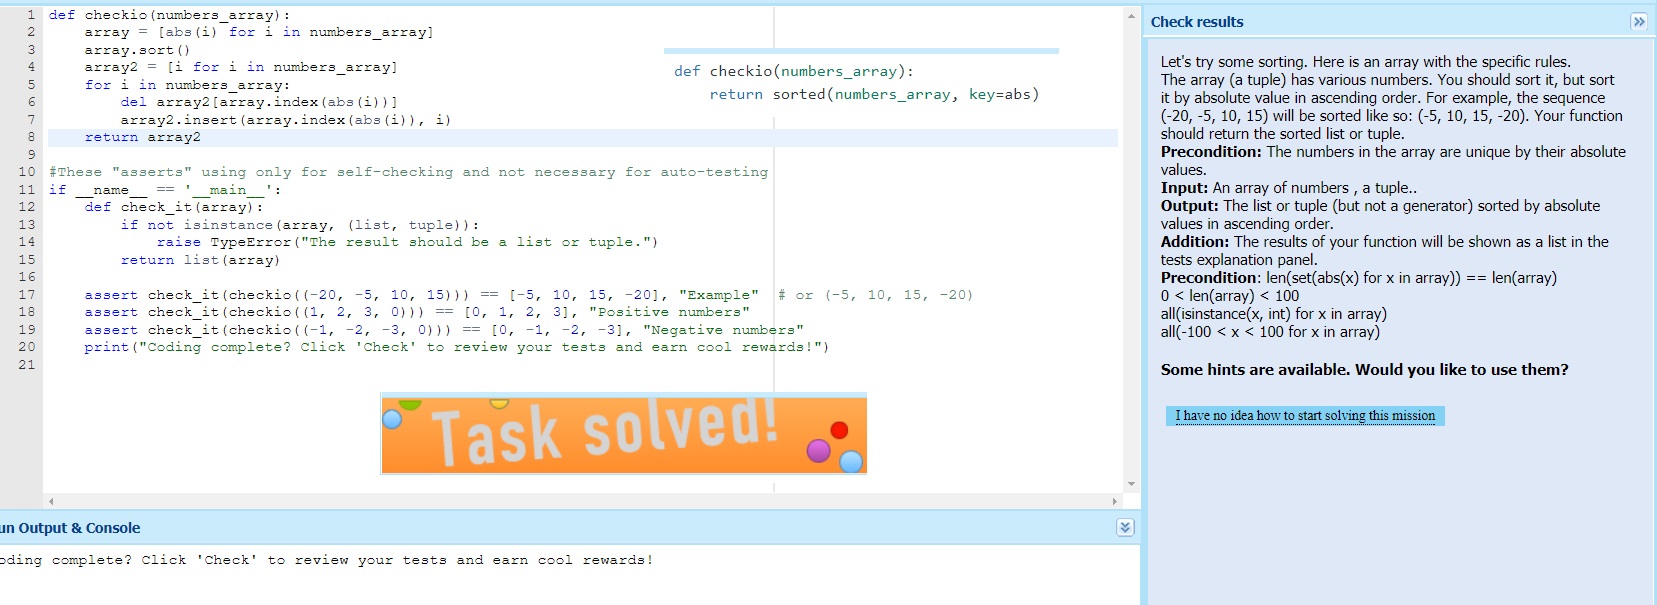 1 def checkio(numbers_array):
2     array = [abs(i) for i in numbers_array]
3     array.sort()
4     array2 = [i for i in numbers_array]
5     for i in numbers_array:
6         del array2[array.index(abs(i))]
7         array2.insert(array.index(abs(i)), i)
8     return array2
9
10 #These "asserts" using only for self-checking and not necessary for auto-testing
11 if __name__ == '__main__':
12     def check_it(array):
13         if not isinstance(array, (list, tuple)):
14             raise TypeError("The result should be a list or tuple.")
15         return list(array)
16
17     assert check_it(checkio((-20, -5, 10, 15))) == [-5, 10, 15, -20], "Example"  # or (-5, 10, 15, -20)
18     assert check_it(checkio((1, 2, 3, 0))) == [0, 1, 2, 3], "Positive numbers"
19     assert check_it(checkio((-1, -2, -3, 0))) == [0, -1, -2, -3], "Negative numbers"
20     print("Coding complete? Click 'Check' to review your tests and earn cool rewards!")
21
def checkio(numbers_array):
    return sorted(numbers_array, key=abs)
Task solved!
un Output & Console
oding complete? Click 'Check' to review your tests and earn cool rewards!
Check results
Let's try some sorting. Here is an array with the specific rules.
The array (a tuple) has various numbers. You should sort it, but sort
it by absolute value in ascending order. For example, the sequence
(-20, -5, 10, 15) will be sorted like so: (-5, 10, 15, -20). Your function
should return the sorted list or tuple.
Precondition: The numbers in the array are unique by their absolute
values.
Input: An array of numbers , a tuple..
Output: The list or tuple (but not a generator) sorted by absolute
values in ascending order.
Addition: The results of your function will be shown as a list in the
tests explanation panel.
Precondition: len(set(abs(x) for x in array)) == len(array)
0 < len(array) < 100
all(isinstance(x, int) for x in array)
all(-100 < x < 100 for x in array)
Some hints are available. Would you like to use them?
I have no idea how to start solving this mission